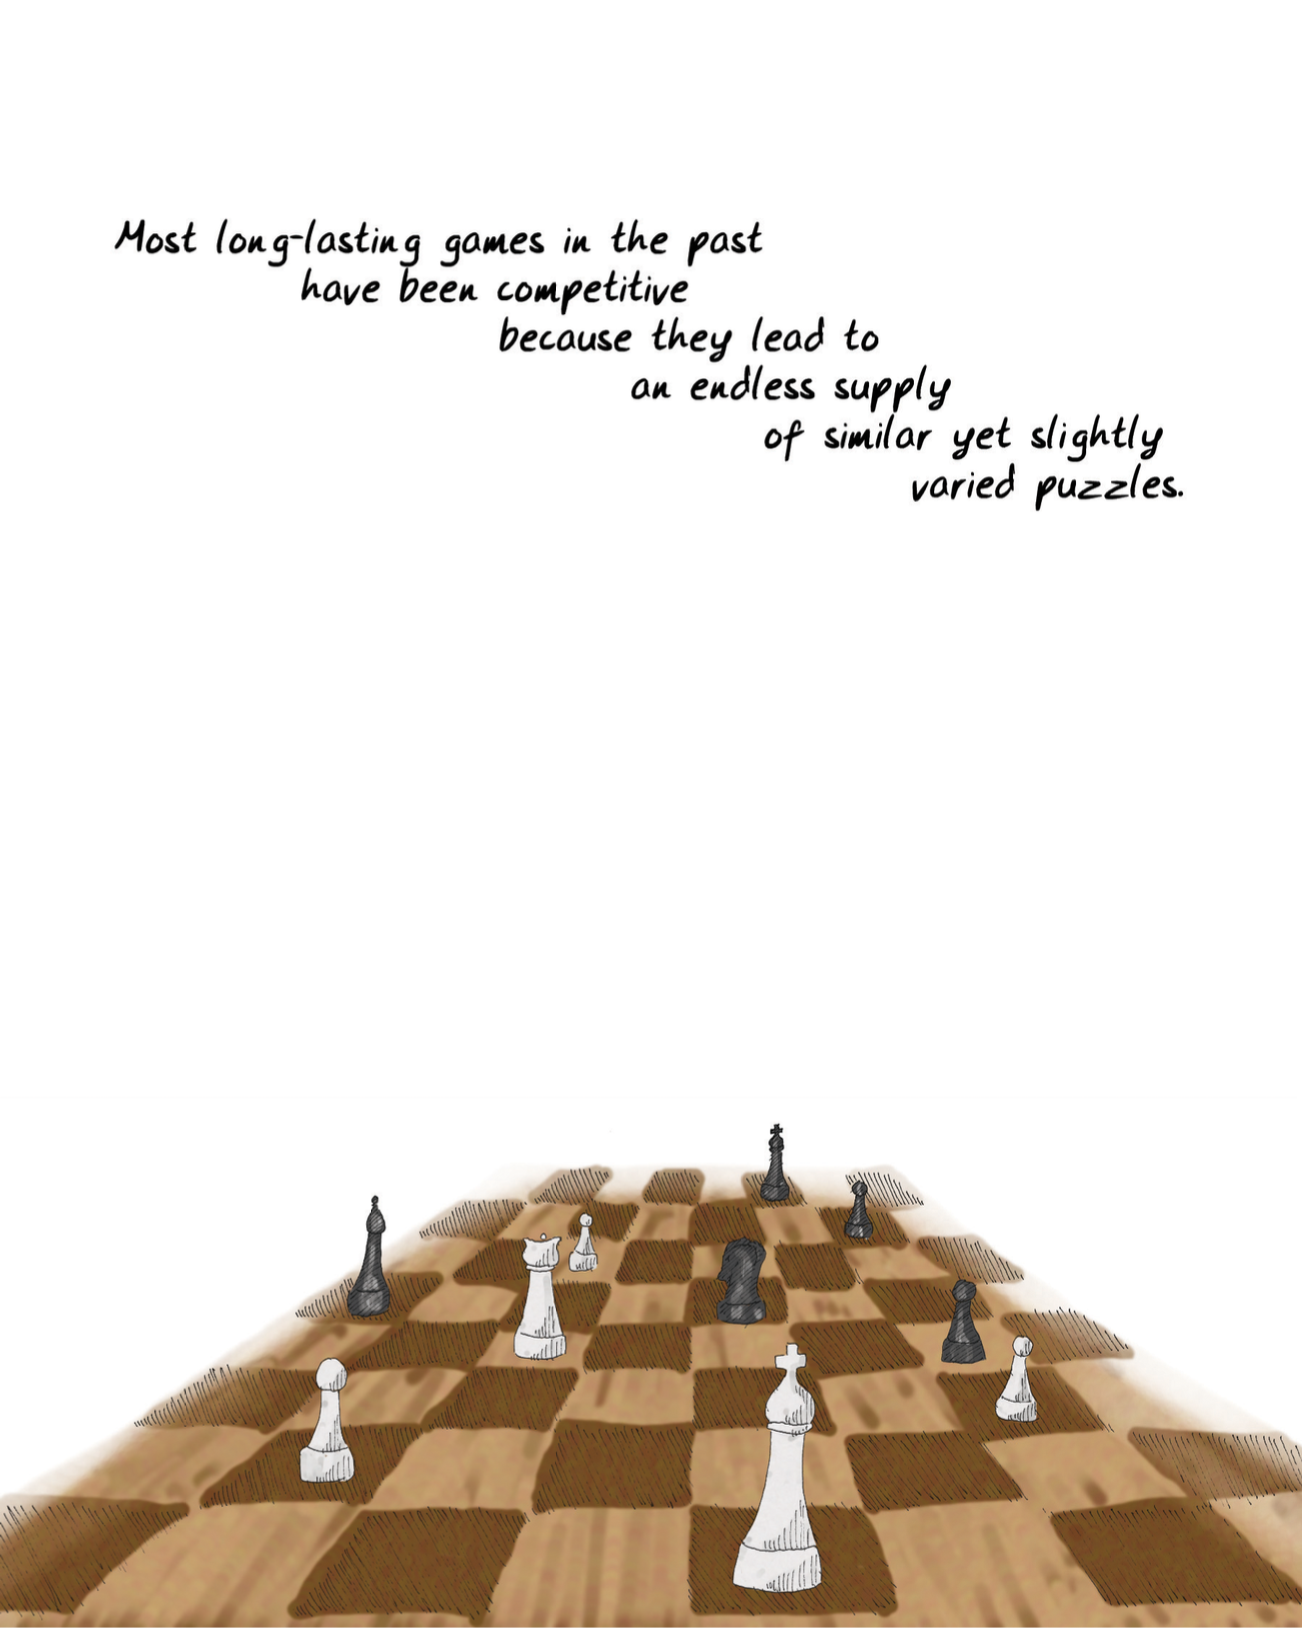 Most long-lasting games in the past
have been competitive
because they lead to
an endless supply
of similar yet slightly
varied puzzles.